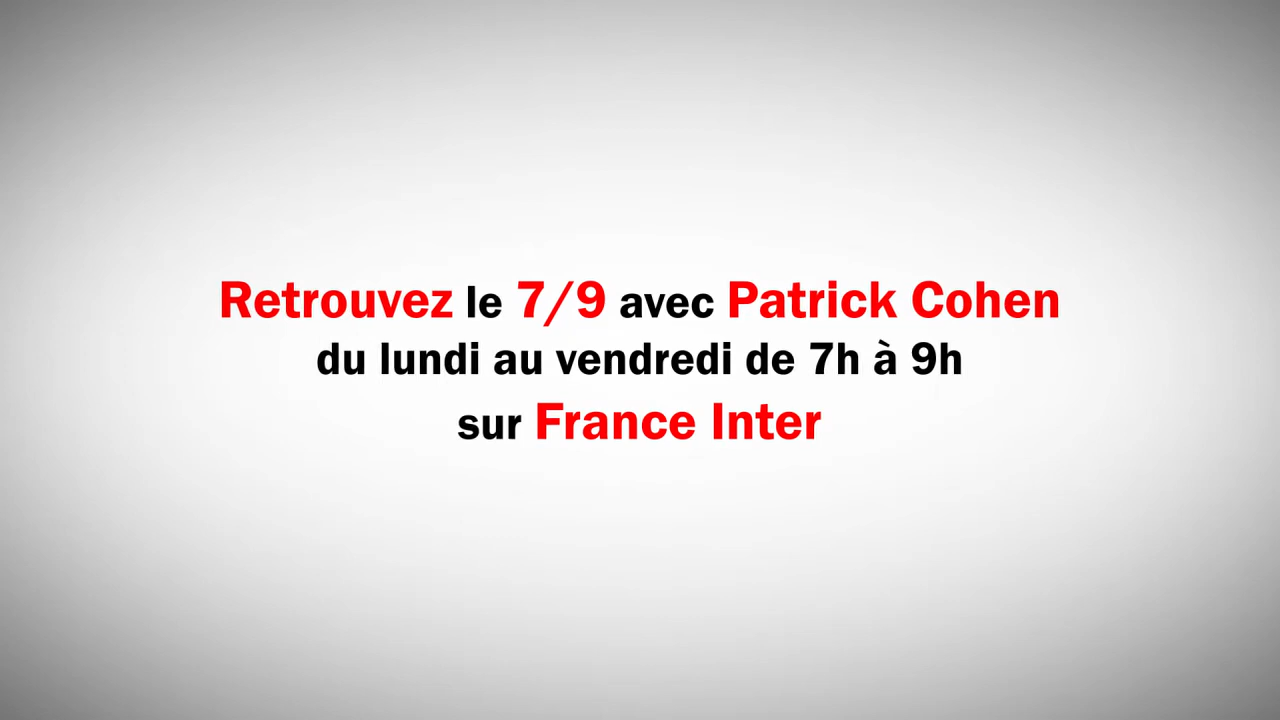 Retrouvez le 7/9 avec Patrick Cohen
du lundi au vendredi de 7h à 9h
sur France Inter